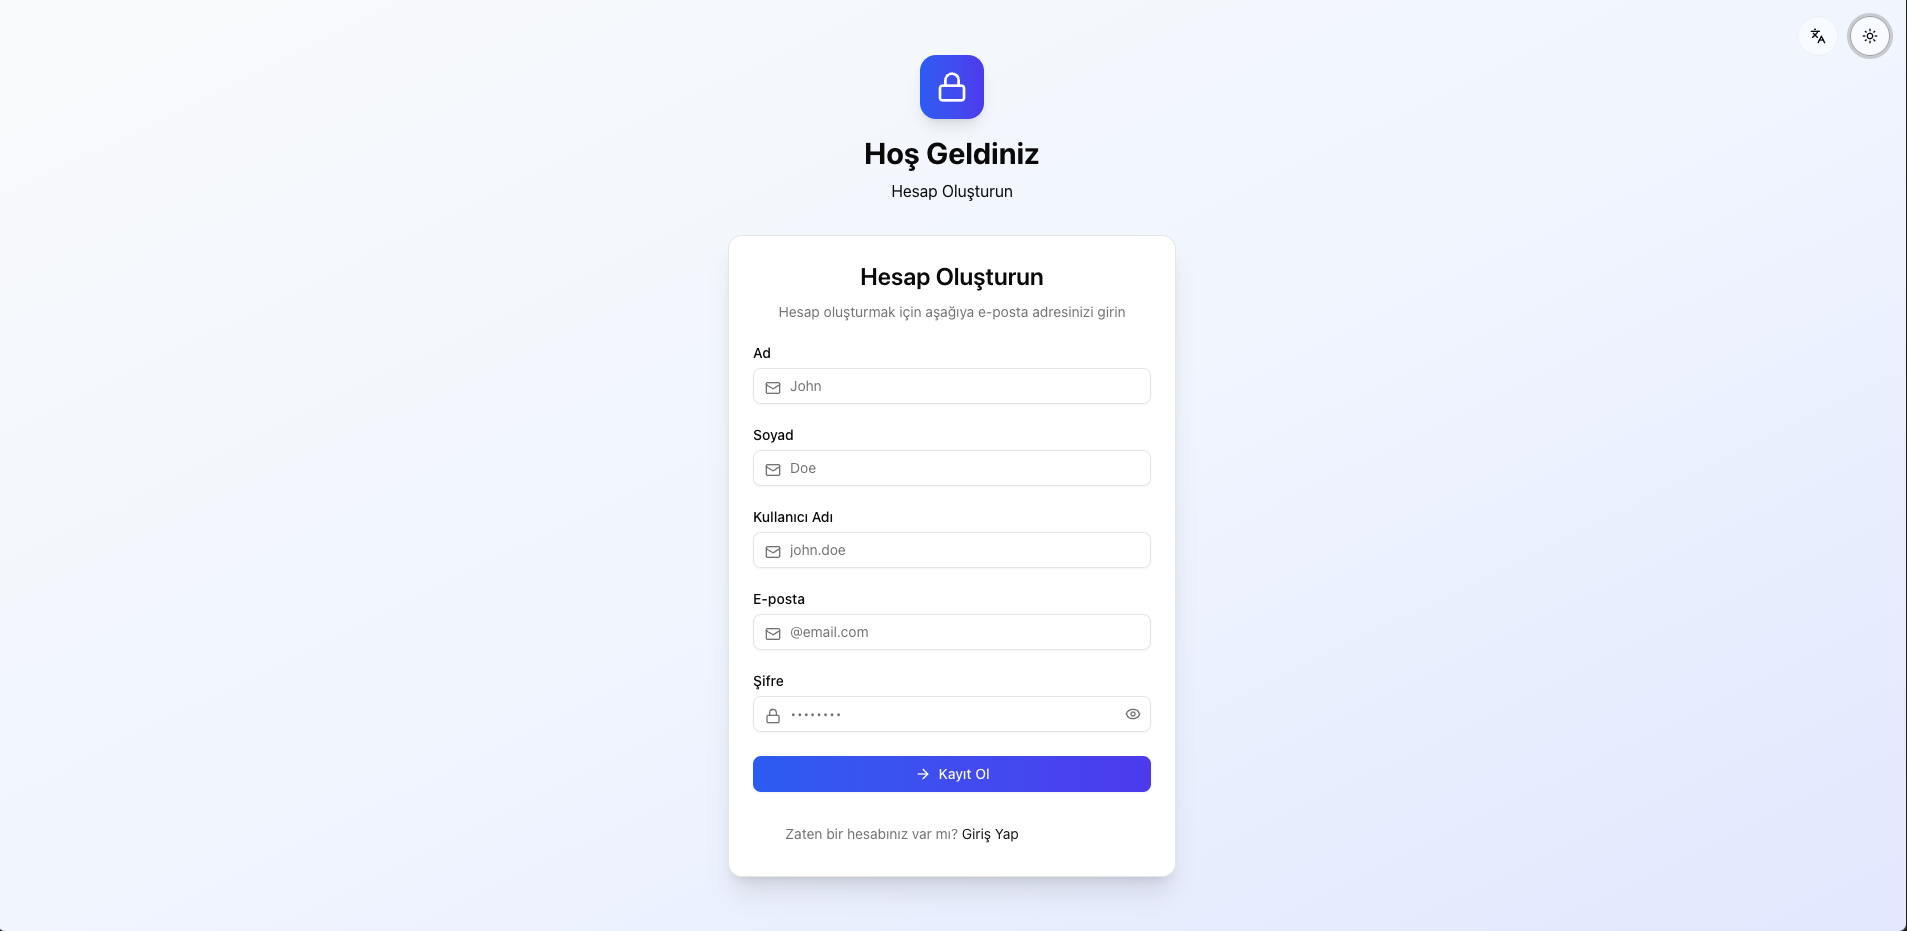 Hoş Geldiniz
Hesap Oluşturun
Hesap Oluşturun
Hesap oluşturmak için aşağıya e-posta adresinizi girin
Ad
John
Soyad
Doe
Kullanıcı Adı
john.doe
E-posta
@email.com
Şifre
••••••••
Kayıt Ol
Zaten bir hesabınız var mı? Giriş Yap